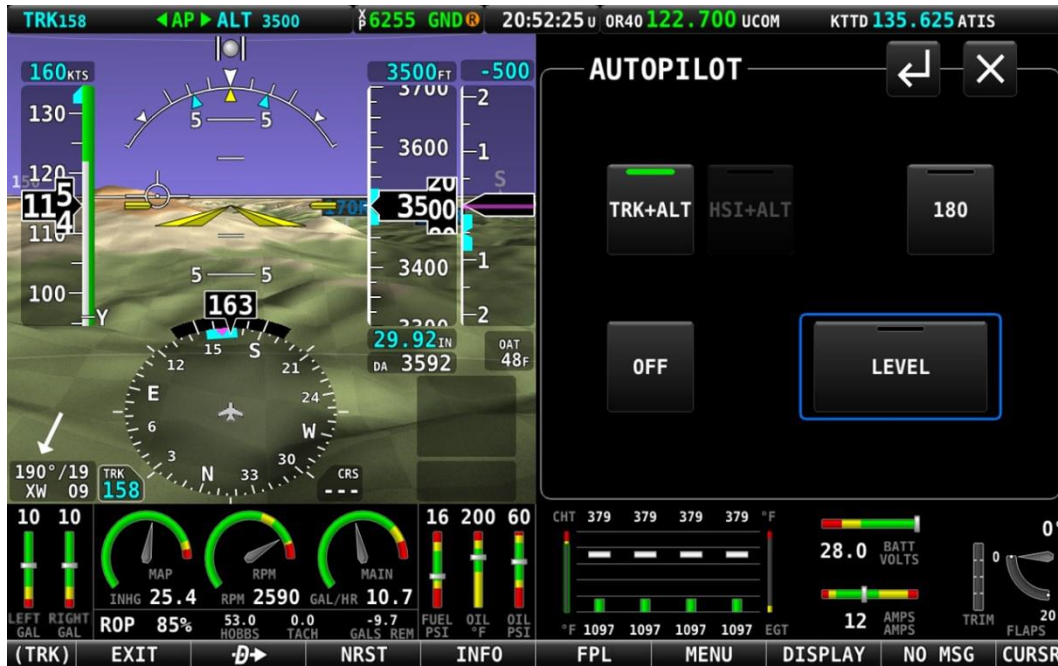 TRK158 ◀AP▶ ALT 3500 XP 6255 GND R 20:52:25U OR40 122.700 UCOM KTTD 135.625 ATIS
160KTS
3500FT
-500
130
120
115
4
110
100
Y
5 5
5 5
3700
3600
20
3500
3400
2
1
1
2
S
163
29.92IN
DA 3592
OAT
48F
12 15 S 21 24 W 30 33 N 3 6 E
190°/19
XW 09
TRK
158
CRS
---
AUTOPILOT
TRK+ALT
HSI+ALT
180
OFF
LEVEL
10 10
LEFT GAL
RIGHT GAL
MAP
INHG 25.4
RPM
RPM 2590
MAIN
GAL/HR 10.7
ROP 85%
53.0
HOBBS
0.0
TACH
-9.7
GALS REM
16 200 60
FUEL PSI
OIL °F
OIL PSI
CHT 379 379 379 379 °F
°F 1097 1097 1097 1097 EGT
28.0 BATT VOLTS
12 AMPS AMPS
TRIM
0°
0
20
FLAPS
(TRK) EXIT D NRST INFO FPL MENU DISPLAY NO MSG CURSR